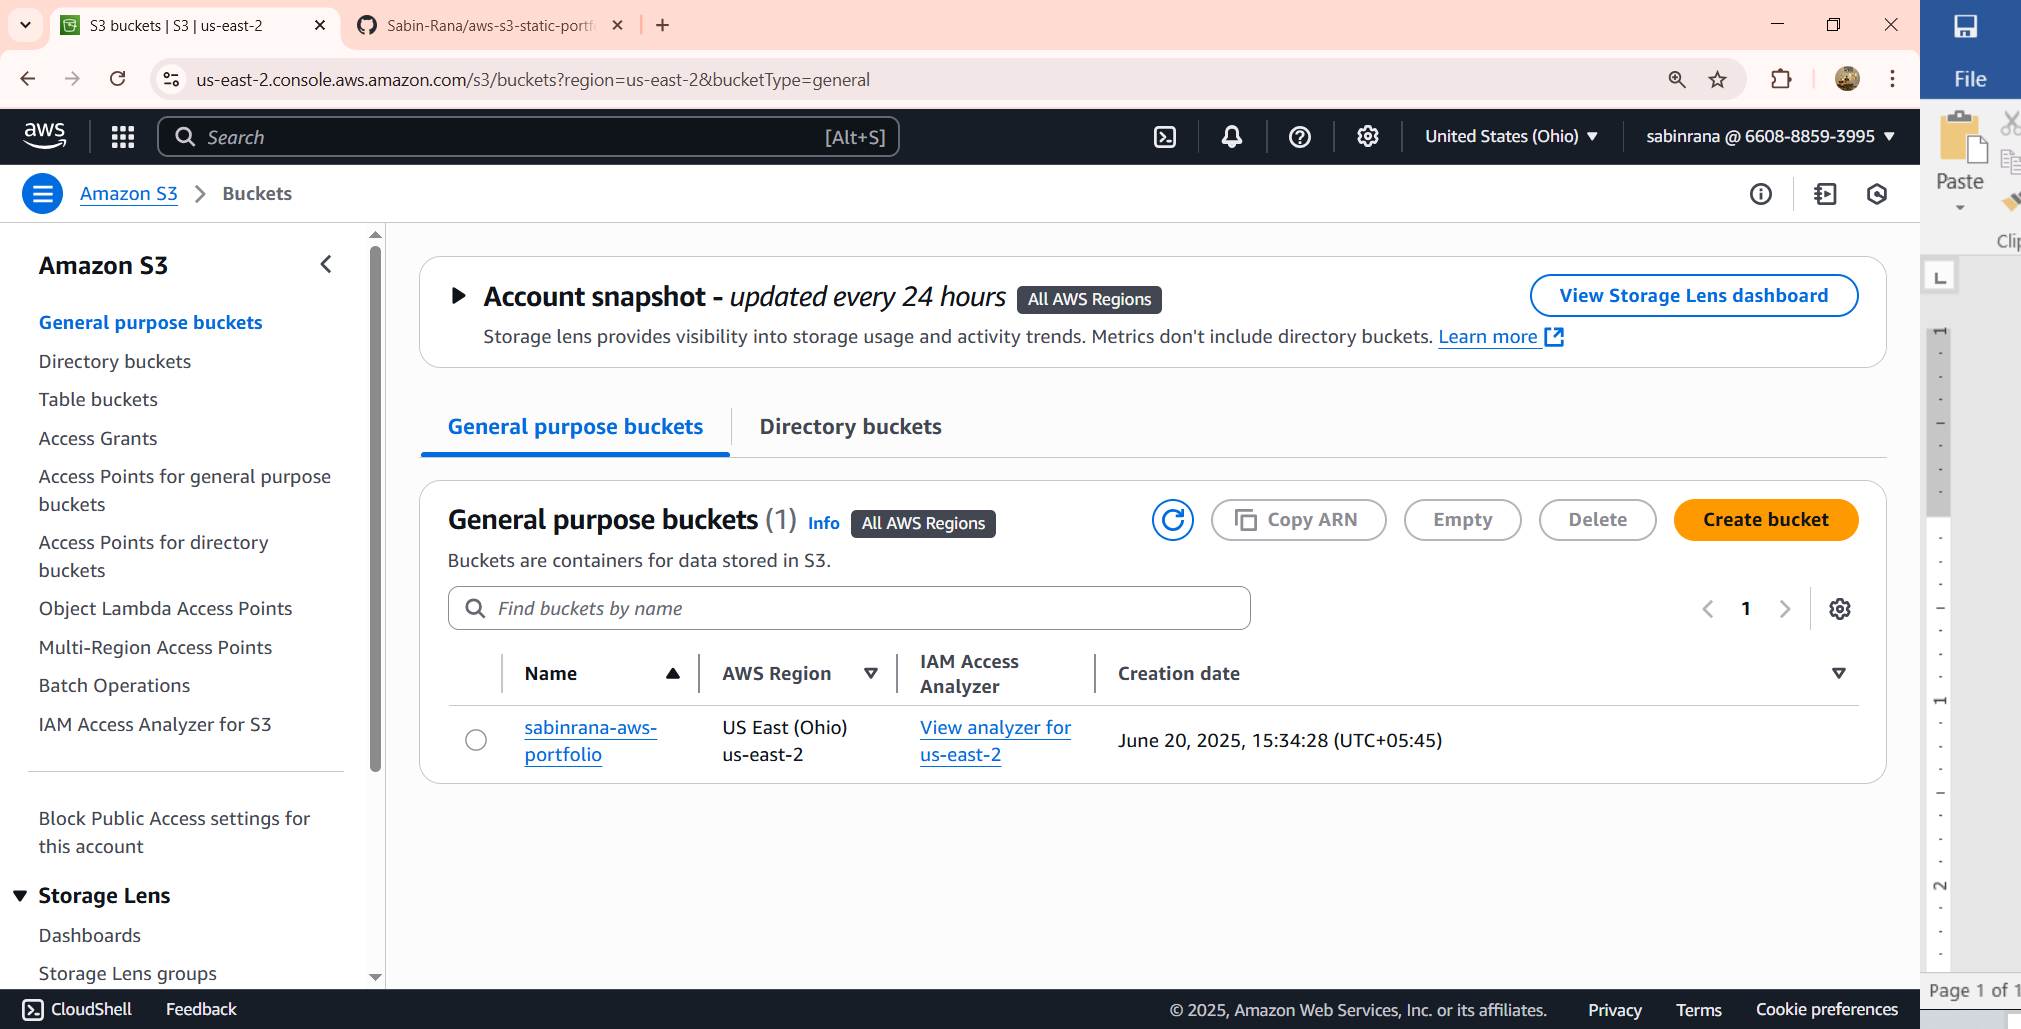 S3 buckets | S3 | us-east-2
Sabin-Rana/aws-s3-static-portf
us-east-2.console.aws.amazon.com/s3/buckets?region=us-east-2&bucketType=general
File
aws
Search
[Alt+S]
United States (Ohio)
sabinrana @ 6608-8859-3995
Paste
Amazon S3
Buckets
Clip
L
Amazon S3
General purpose buckets
Directory buckets
Table buckets
Access Grants
Access Points for general purpose
buckets
Access Points for directory
buckets
Object Lambda Access Points
Multi-Region Access Points
Batch Operations
IAM Access Analyzer for S3
Block Public Access settings for
this account
Storage Lens
Dashboards
Storage Lens groups
Account snapshot - updated every 24 hours
All AWS Regions
View Storage Lens dashboard
Storage lens provides visibility into storage usage and activity trends. Metrics don't include directory buckets. Learn more
General purpose buckets
Directory buckets
General purpose buckets (1)
Info
All AWS Regions
Copy ARN
Empty
Delete
Create bucket
Buckets are containers for data stored in S3.
Find buckets by name
1
Name
AWS Region
IAM Access
Analyzer
Creation date
sabinrana-aws-
portfolio
US East (Ohio)
us-east-2
View analyzer for
us-east-2
June 20, 2025, 15:34:28 (UTC+05:45)
1
1
2
Page 1 of 1
CloudShell
Feedback
© 2025, Amazon Web Services, Inc. or its affiliates.
Privacy
Terms
Cookie preferences